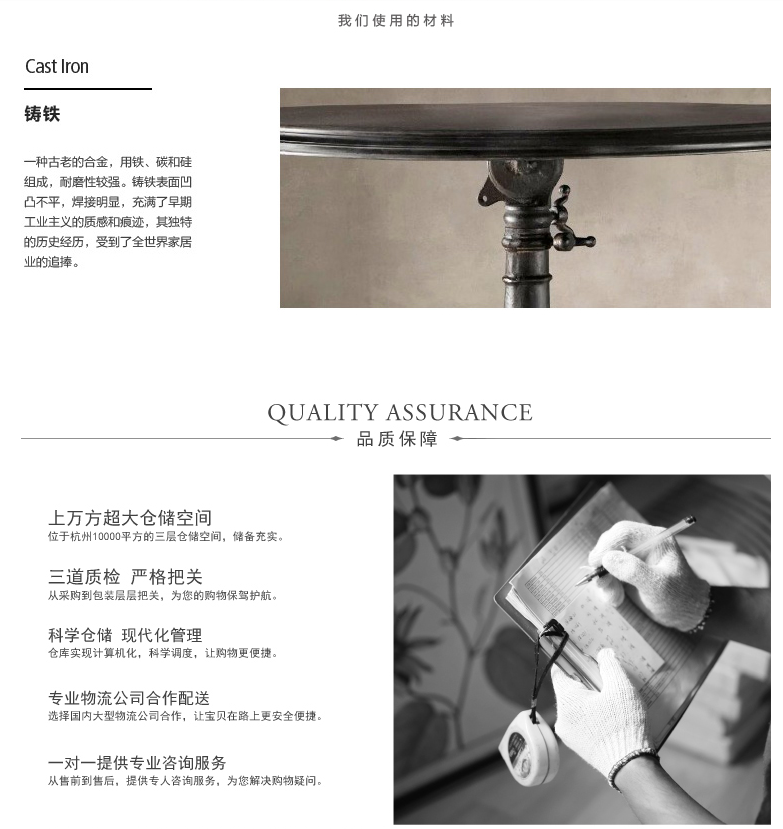 我们使用的材料
Cast Iron
铸铁
一种古老的合金，用铁、碳和硅
组成，耐磨性较强。铸铁表面凹
凸不平，焊接明显，充满了早期
工业主义的质感和痕迹，其独特
的历史经历，受到了全世界家居
业的追捧。
QUALITY ASSURANCE
品质保障
上万方超大仓储空间
位于杭州10000平方的三层仓储空间，储备充实。
三道质检 严格把关
从采购到包装层层把关，为您的购物保驾护航。
科学仓储 现代化管理
仓库实现计算机化，科学调度，让购物更便捷。
专业物流公司合作配送
选择国内大型物流公司合作，让宝贝在路上更安全便捷。
一对一提供专业咨询服务
从售前到售后，提供专人咨询服务，为您解决购物疑问。